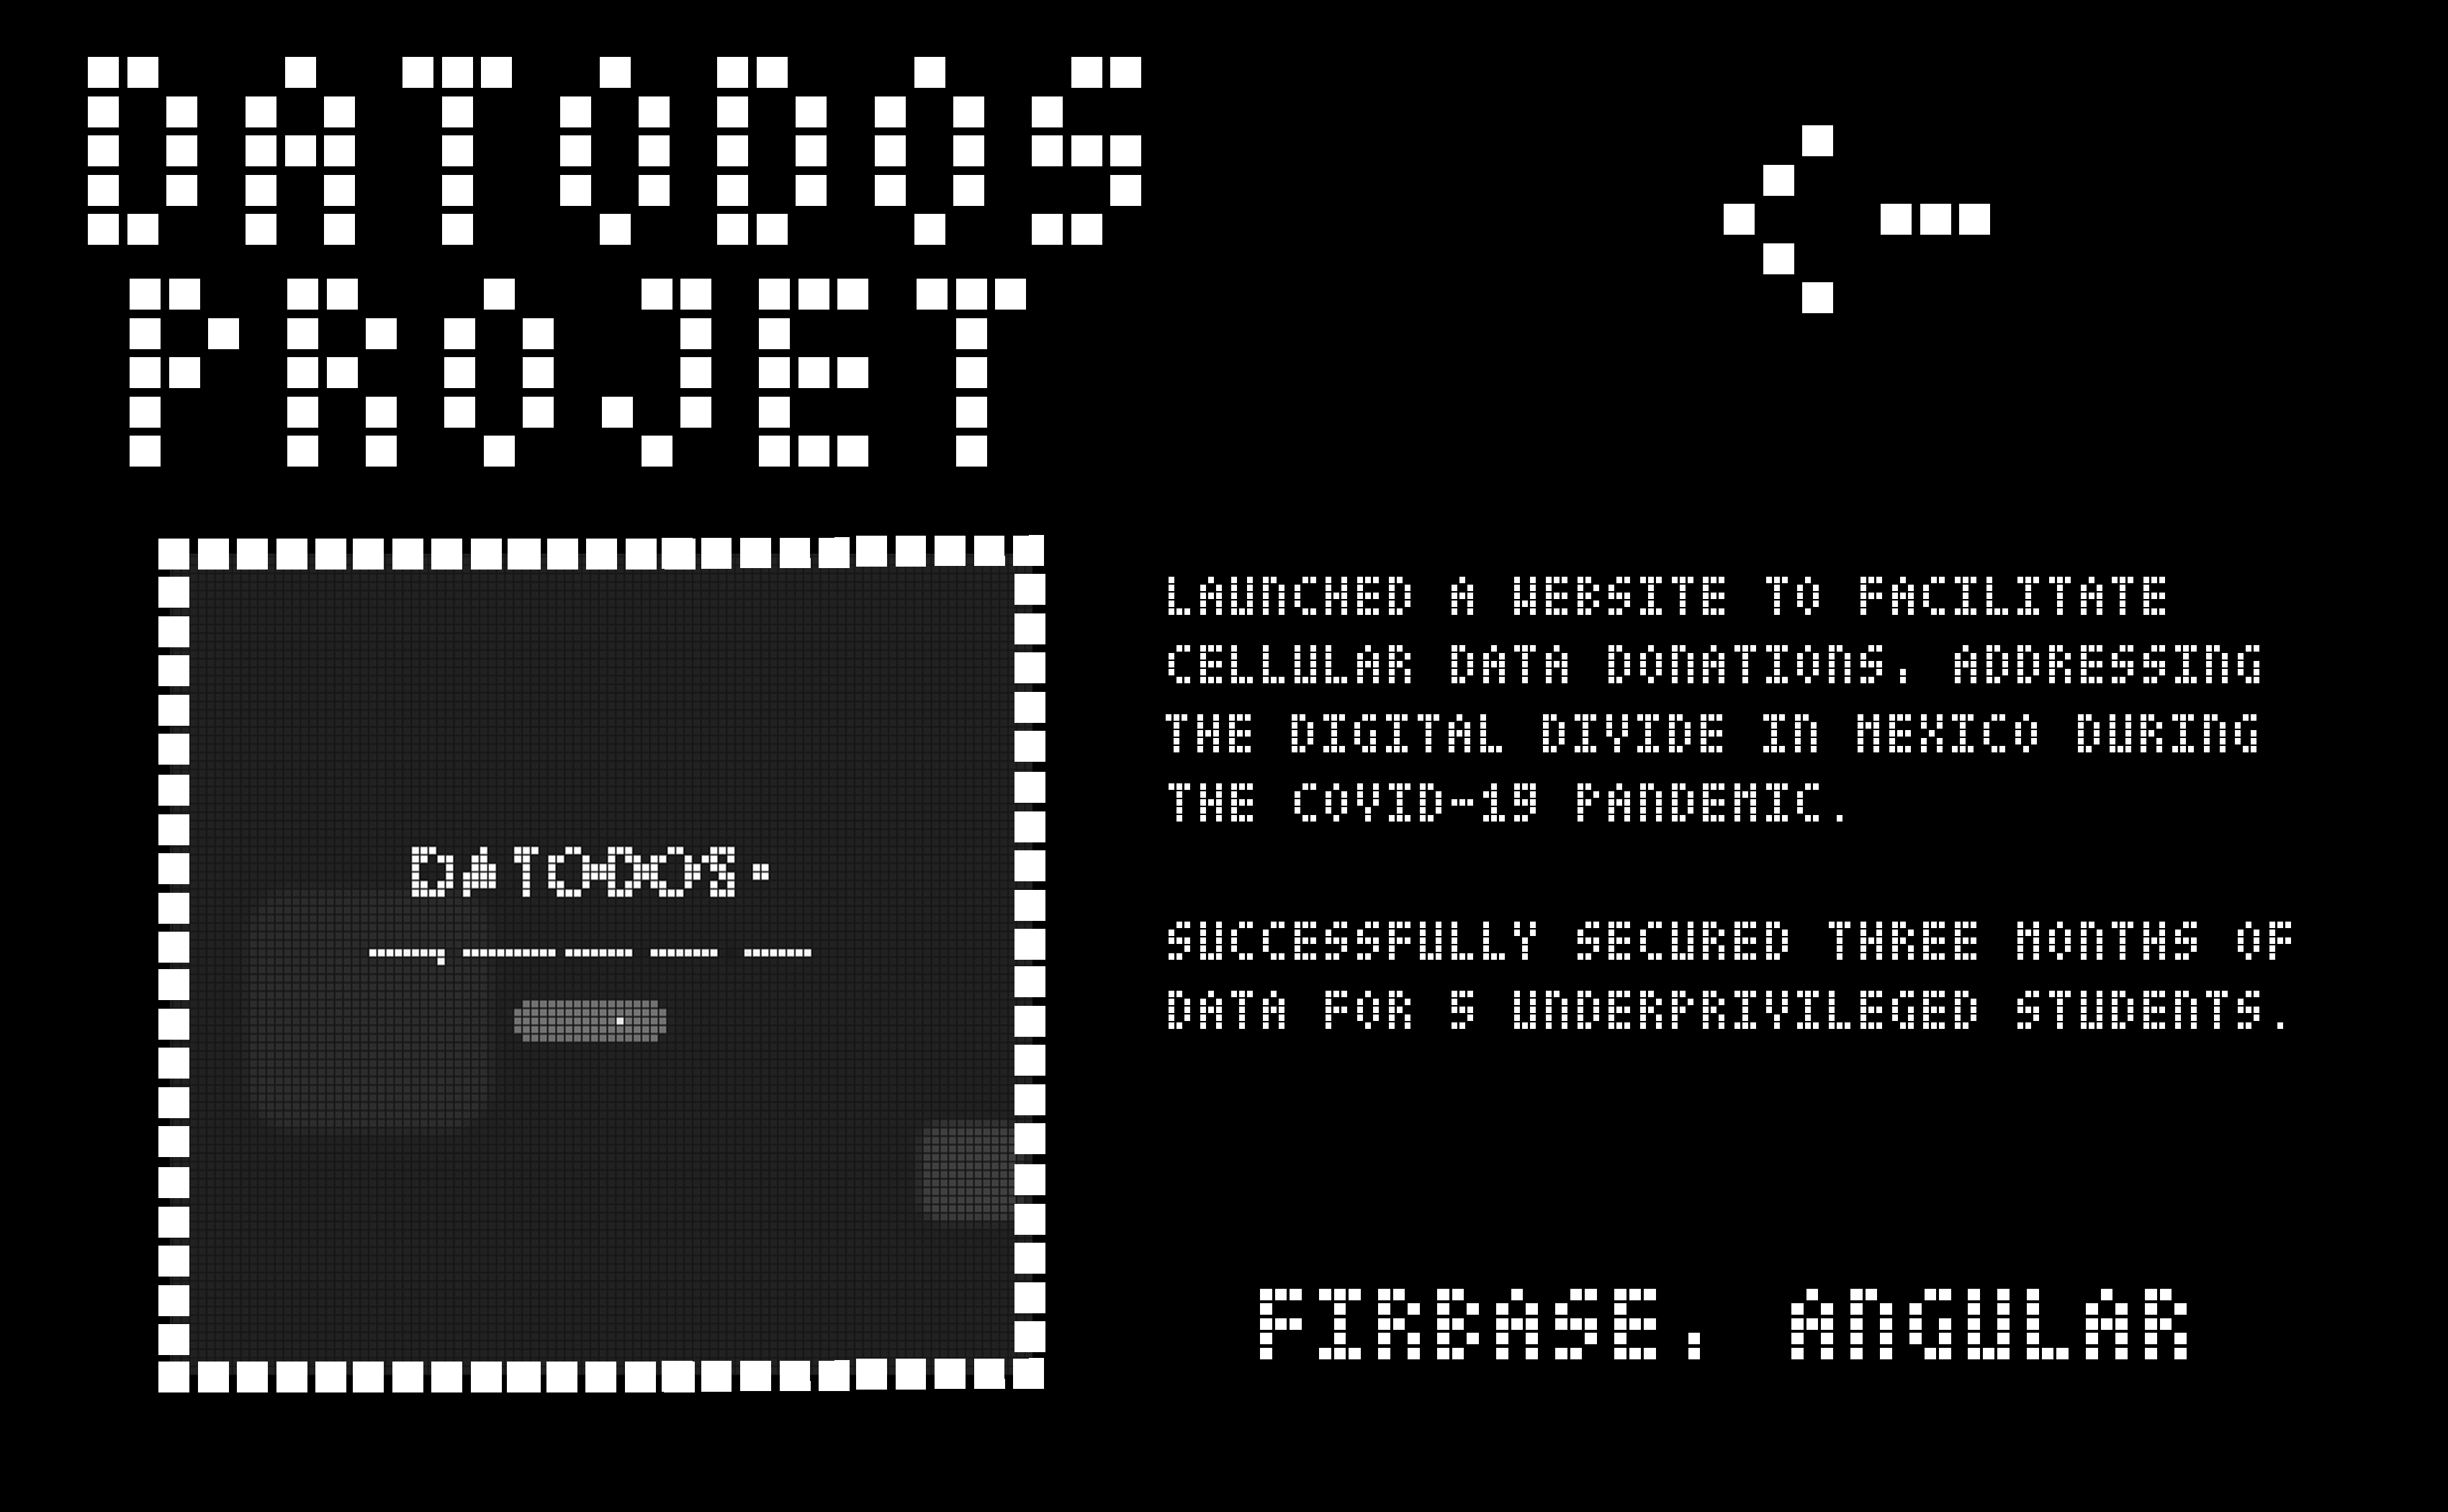 DATODOS
PROJET
DATODOS.
LAUNCHED A WEBSITE TO FACILITATE
CELLULAR DATA DONATIONS, ADDRESSING
THE DIGITAL DIVIDE IN MEXICO DURING
THE COVID-19 PANDEMIC.
SUCCESSFULLY SECURED THREE MONTHS OF
DATA FOR 5 UNDERPRIVILEGED STUDENTS.
FIRBASE, ANGULAR